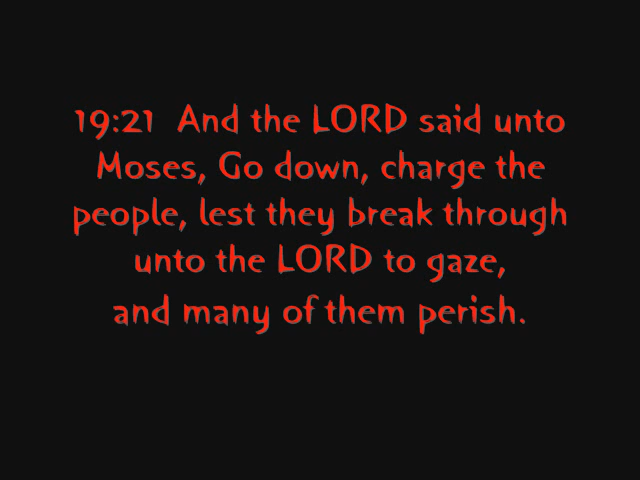 19:21 And the LORD said unto
Moses, Go down, charge the
people, lest they break through
unto the LORD to gaze,
and many of them perish.